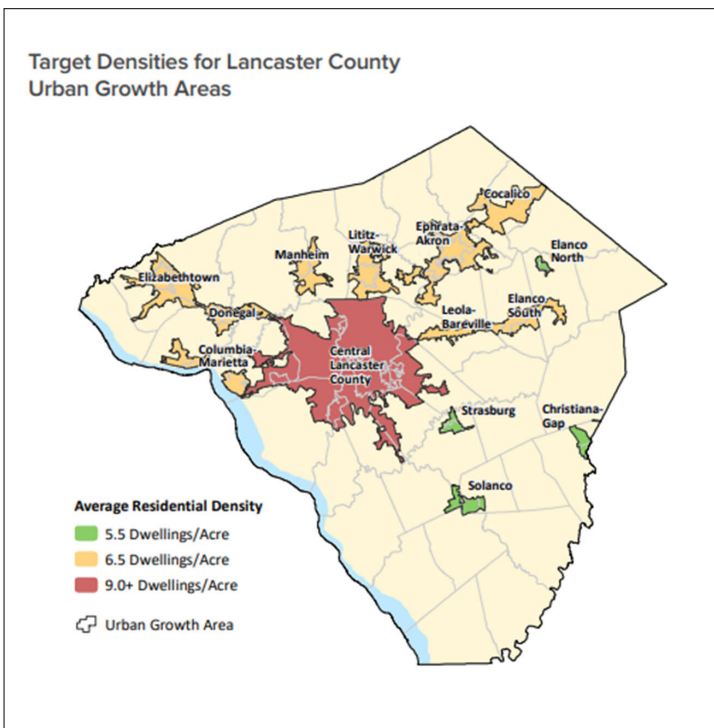 Target Densities for Lancaster County
Urban Growth Areas
Cocalico
Ephrata-
Akron
Lititz-
Warwick
Elanco
North
Manheim
Elizabethtown
Elanco
South
Leola-
Bareville
Donegal
Columbia-
Marietta
Central
Lancaster
County
Strasburg
Christiana-
Gap
Solanco
Average Residential Density
5.5 Dwellings/Acre
6.5 Dwellings/Acre
9.0+ Dwellings/Acre
Urban Growth Area